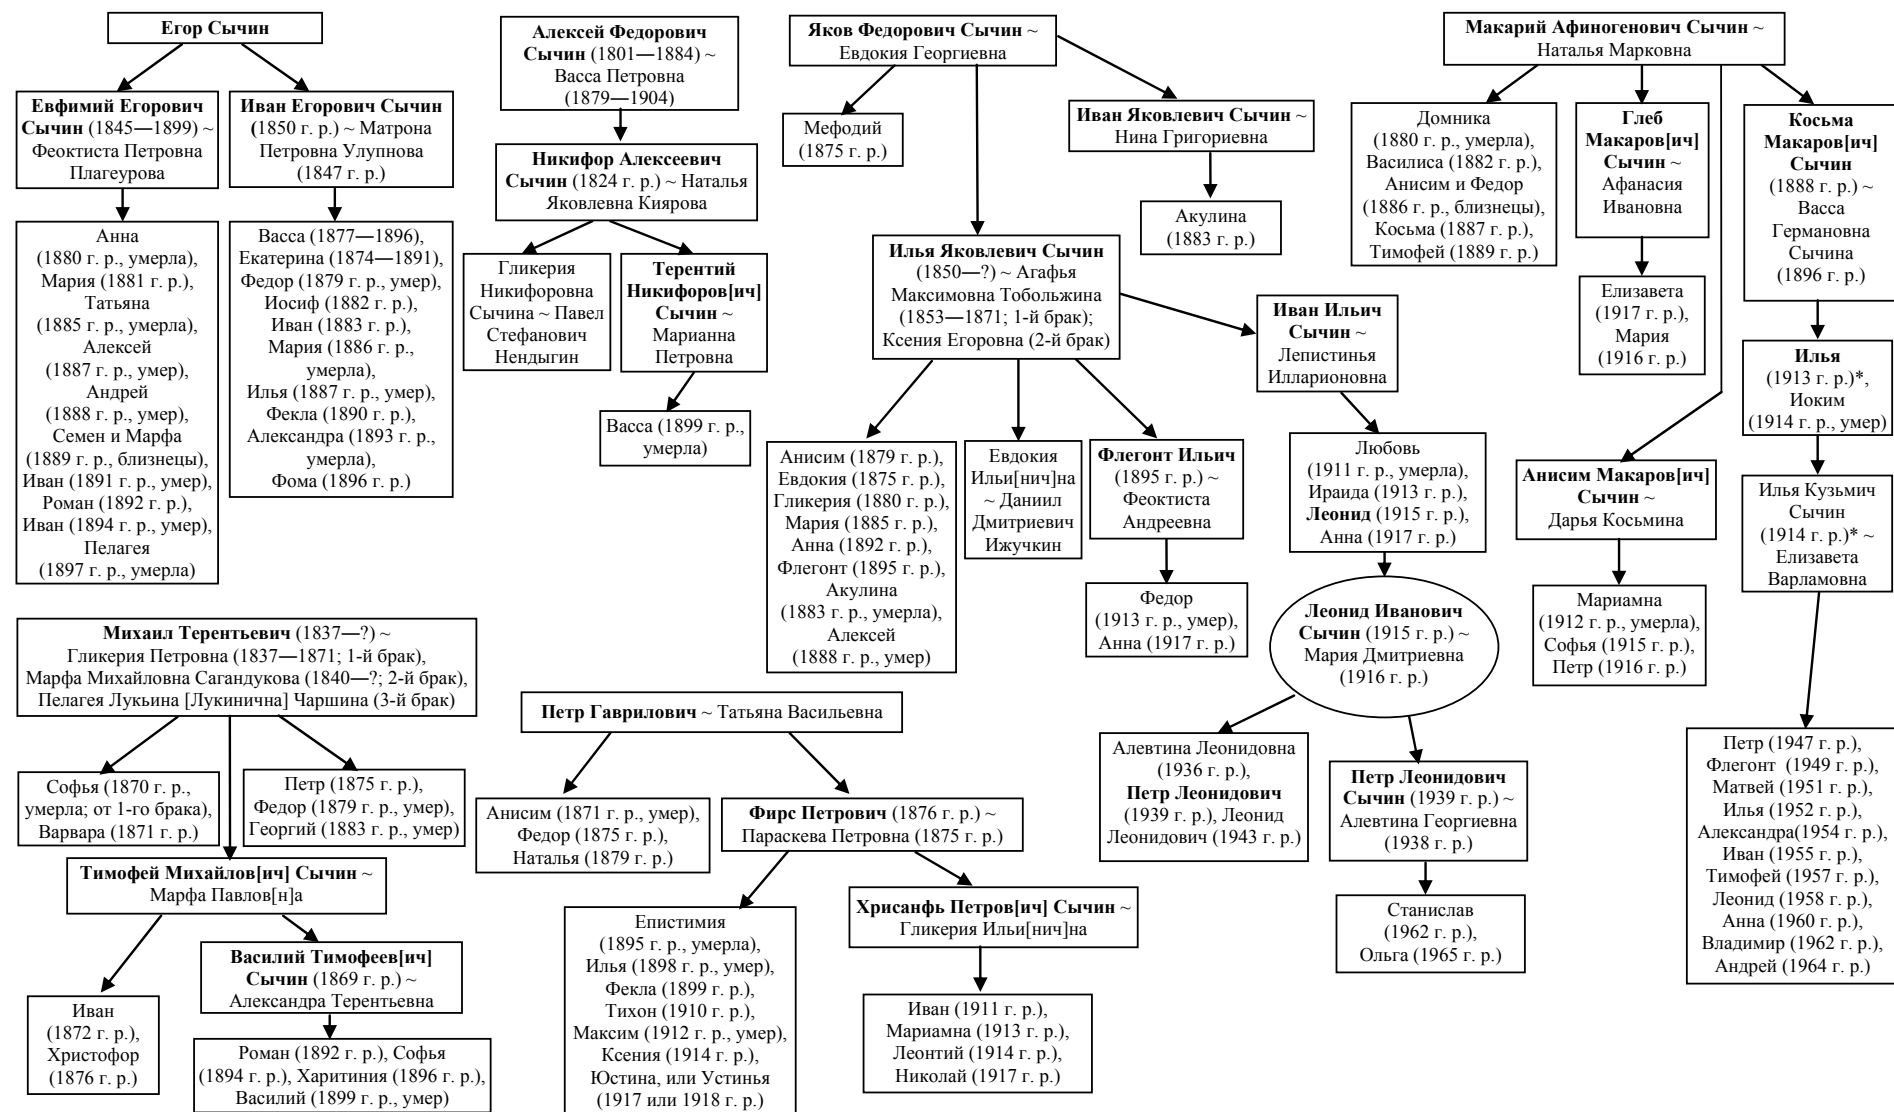 Егор Сычин
Евфимий Егорович
Сычин (1845—1899) ~
Феоктиста Петровна
Плагеурова
Иван Егорович Сычин
(1850 г. р.) ~ Матрона
Петровна Улупнова
(1847 г. р.)
Анна
(1880 г. р., умерла),
Мария (1881 г. р.),
Татьяна
(1885 г. р., умерла),
Алексей
(1887 г. р., умер),
Андрей
(1888 г. р., умер),
Семен и Марфа
(1889 г. р., близнецы),
Иван (1891 г. р., умер),
Роман (1892 г. р.),
Иван (1894 г. р., умер),
Пелагея
(1897 г. р., умерла)
Васса (1877—1896),
Екатерина (1874—1891),
Федор (1879 г. р., умер),
Иосиф (1882 г. р.),
Иван (1883 г. р.),
Мария (1886 г. р.,
умерла),
Илья (1887 г. р., умер),
Фекла (1890 г. р.),
Александра (1893 г. р.,
умерла),
Фома (1896 г. р.)
Алексей Федорович
Сычин (1801—1884) ~
Васса Петровна
(1879—1904)
Никифор Алексеевич
Сычин (1824 г. р.) ~ Наталья
Яковлевна Киярова
Гликерия
Никифоровна
Сычина ~ Павел
Стефанович
Нендыгин
Терентий
Никифоров[ич]
Сычин ~
Марианна
Петровна
Васса (1899 г. р.,
умерла)
Яков Федорович Сычин ~
Евдокия Георгиевна
Мефодий
(1875 г. р.)
Иван Яковлевич Сычин ~
Нина Григориевна
Акулина
(1883 г. р.)
Илья Яковлевич Сычин
(1850—?) ~ Агафья
Максимовна Тобольжина
(1853—1871; 1-й брак);
Ксения Егоровна (2-й брак)
Иван Ильич
Сычин ~
Лепистинья
Илларионовна
Анисим (1879 г. р.),
Евдокия (1875 г. р.),
Гликерия (1880 г. р.),
Мария (1885 г. р.),
Анна (1892 г. р.),
Флегонт (1895 г. р.),
Акулина
(1883 г. р., умерла),
Алексей
(1888 г. р., умер)
Евдокия
Ильи[нич]на
~ Даниил
Дмитриевич
Ижучкин
Флегонт Ильич
(1895 г. р.) ~
Феоктиста
Андреевна
Федор
(1913 г. р., умер),
Анна (1917 г. р.)
Любовь
(1911 г. р., умерла),
Ираида (1913 г. р.),
Леонид (1915 г. р.),
Анна (1917 г. р.)
Леонид Иванович
Сычин (1915 г. р.) ~
Мария Дмитриевна
(1916 г. р.)
Алевтина Леонидовна
(1936 г. р.),
Петр Леонидович
(1939 г. р.), Леонид
Леонидович (1943 г. р.)
Петр Леонидович
Сычин (1939 г. р.) ~
Алевтина Георгиевна
(1938 г. р.)
Станислав
(1962 г. р.),
Ольга (1965 г. р.)
Макарий Афиногенович Сычин ~
Наталья Марковна
Домника
(1880 г. р., умерла),
Василиса (1882 г. р.),
Анисим и Федор
(1886 г. р., близнецы),
Косьма (1887 г. р.),
Тимофей (1889 г. р.)
Глеб
Макаров[ич]
Сычин ~
Афанасия
Ивановна
Елизавета
(1917 г. р.),
Мария
(1916 г. р.)
Косьма
Макаров[ич]
Сычин
(1888 г. р.) ~
Васса
Германовна
Сычина
(1896 г. р.)
Илья
(1913 г. р.)*,
Иоким
(1914 г. р., умер)
Анисим Макаров[ич]
Сычин ~
Дарья Косьмина
Мариамна
(1912 г. р., умерла),
Софья (1915 г. р.),
Петр (1916 г. р.)
Илья Кузьмич
Сычин
(1914 г. р.)* ~
Елизавета
Варламовна
Петр (1947 г. р.),
Флегонт (1949 г. р.),
Матвей (1951 г. р.),
Илья (1952 г. р.),
Александра(1954 г. р.),
Иван (1955 г. р.),
Тимофей (1957 г. р.),
Леонид (1958 г. р.),
Анна (1960 г. р.),
Владимир (1962 г. р.),
Андрей (1964 г. р.)
Михаил Терентьевич (1837—?) ~
Гликерия Петровна (1837—1871; 1-й брак),
Марфа Михайловна Сагандукова (1840—?; 2-й брак),
Пелагея Лукьина [Лукинична] Чаршина (3-й брак)
Софья (1870 г. р.,
умерла; от 1-го брака),
Варвара (1871 г. р.)
Петр (1875 г. р.),
Федор (1879 г. р., умер),
Георгий (1883 г. р., умер)
Тимофей Михайлов[ич] Сычин ~
Марфа Павлов[н]а
Иван
(1872 г. р.),
Христофор
(1876 г. р.)
Василий Тимофеев[ич]
Сычин (1869 г. р.) ~
Александра Терентьевна
Роман (1892 г. р.), Софья
(1894 г. р.), Харитиния (1896 г. р.),
Василий (1899 г. р., умер)
Петр Гаврилович ~ Татьяна Васильевна
Анисим (1871 г. р., умер),
Федор (1875 г. р.),
Наталья (1879 г. р.)
Фирс Петрович (1876 г. р.) ~
Параскева Петровна (1875 г. р.)
Епистимия
(1895 г. р., умерла),
Илья (1898 г. р., умер),
Фекла (1899 г. р.),
Тихон (1910 г. р.),
Максим (1912 г. р., умер),
Ксения (1914 г. р.),
Юстина, или Устинья
(1917 или 1918 г. р.)
Хрисанфь Петров[ич] Сычин ~
Гликерия Ильи[нич]на
Иван (1911 г. р.),
Мариамна (1913 г. р.),
Леонтий (1914 г. р.),
Николай (1917 г. р.)